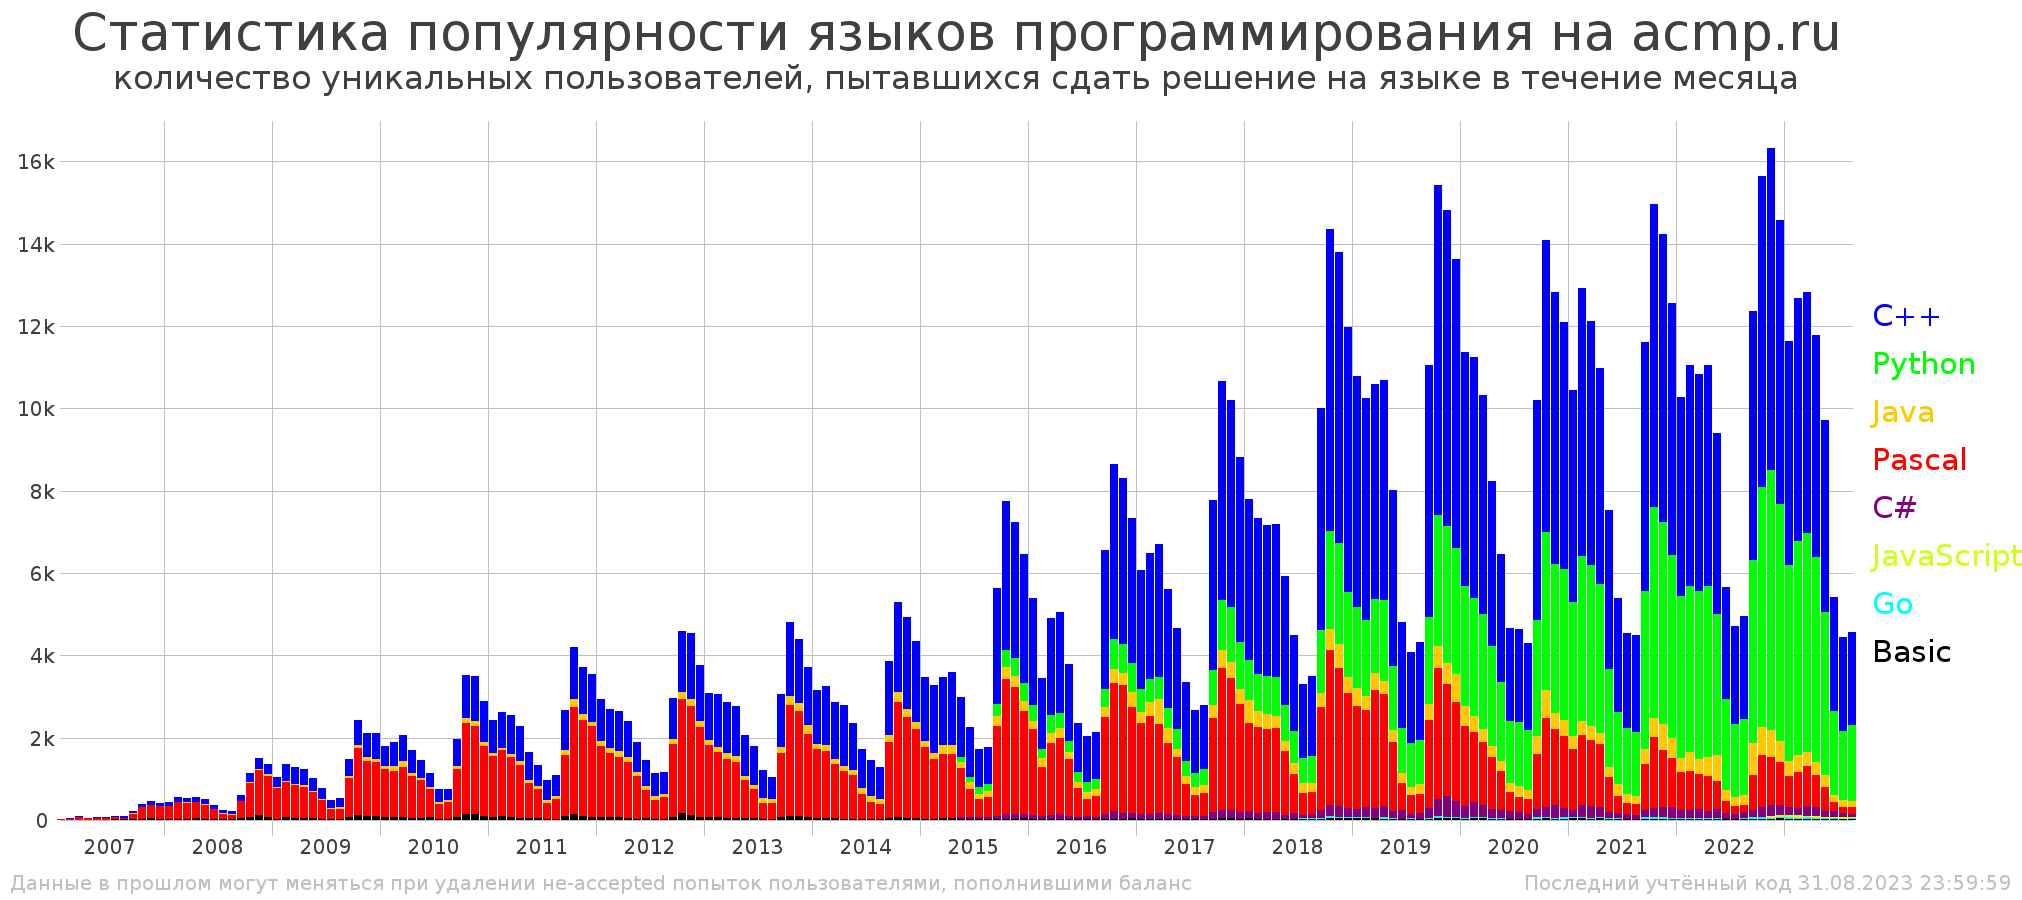 Статистика популярности языков программирования на acmp.ru
количество уникальных пользователей, пытавшихся сдать решение на языке в течение месяца
16k
14k
12k
10k
8k
6k
4k
2k
0
C++
Python
Java
Pascal
C#
JavaScript
Go
Basic
2007 2008 2009 2010 2011 2012 2013 2014 2015 2016 2017 2018 2019 2020 2021 2022
Данные в прошлом могут меняться при удалении не-accepted попыток пользователями, пополнившими баланс
Последний учтённый код 31.08.2023 23:59:59